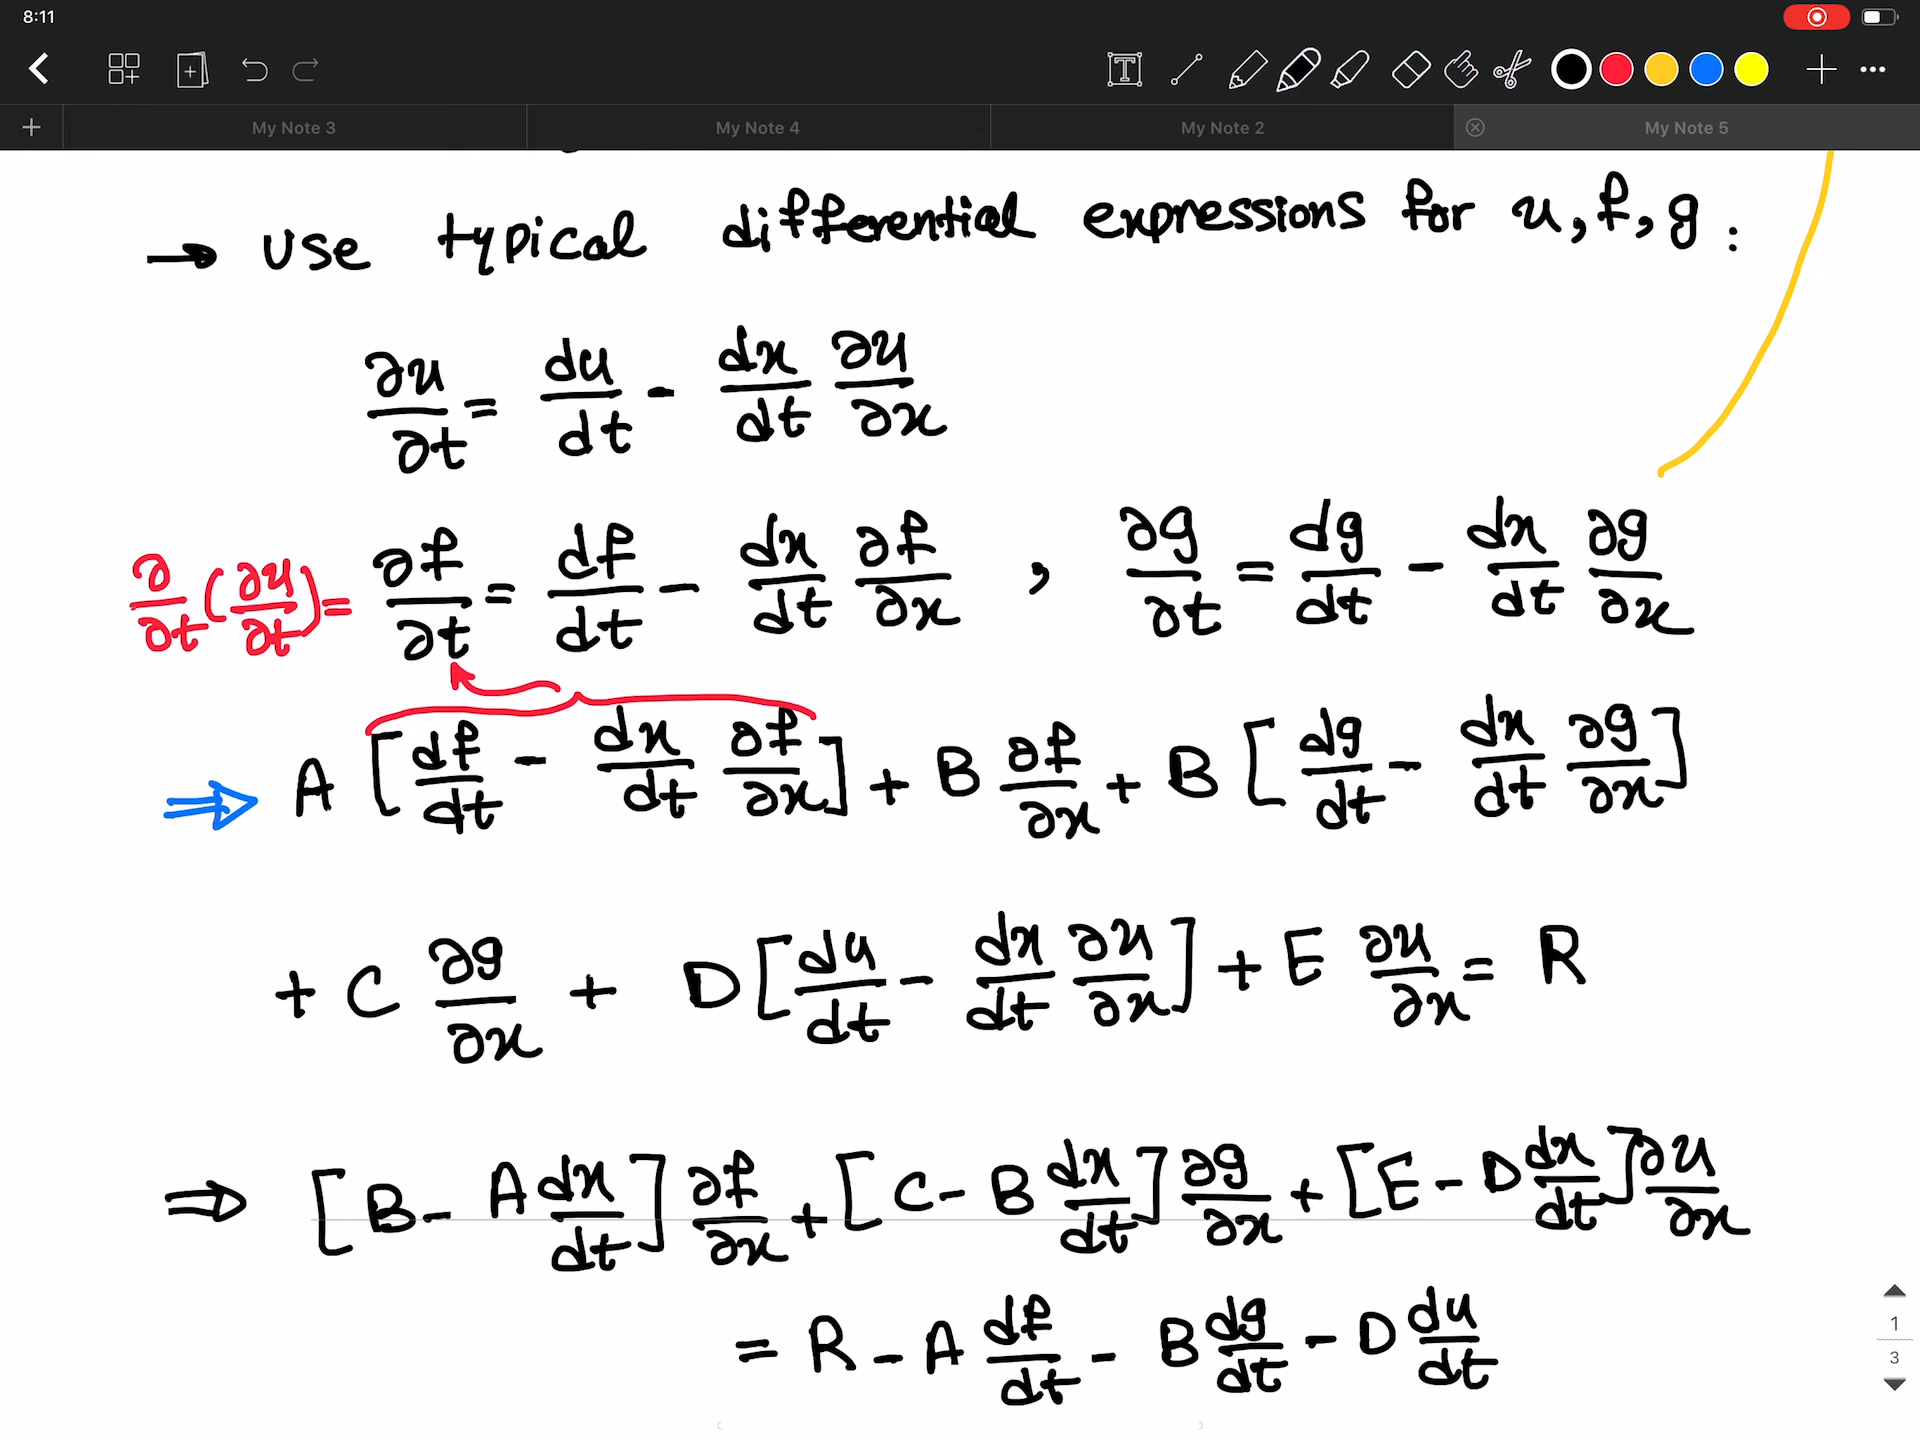 8:11
My Note 3 My Note 4 My Note 2 My Note 5
→ Use typical differential expressions for u, f, g :
∂u/∂t = du/dt - dx/dt ∂u/∂x
∂/∂t (∂u/∂t) = ∂f/∂t = df/dt - dx/dt ∂f/∂x , ∂g/∂t = dg/dt - dx/dt ∂g/∂x
⇒ A [df/dt - dx/dt ∂f/∂x] + B ∂f/∂x + B [dg/dt - dx/dt ∂g/∂x]
+ C ∂g/∂x + D [du/dt - dx/dt ∂u/∂x] + E ∂u/∂x = R
⇒ [B - A dx/dt] ∂f/∂x + [C - B dx/dt] ∂g/∂x + [E - D dx/dt] ∂u/∂x
= R - A df/dt - B dg/dt - D du/dt
1
3